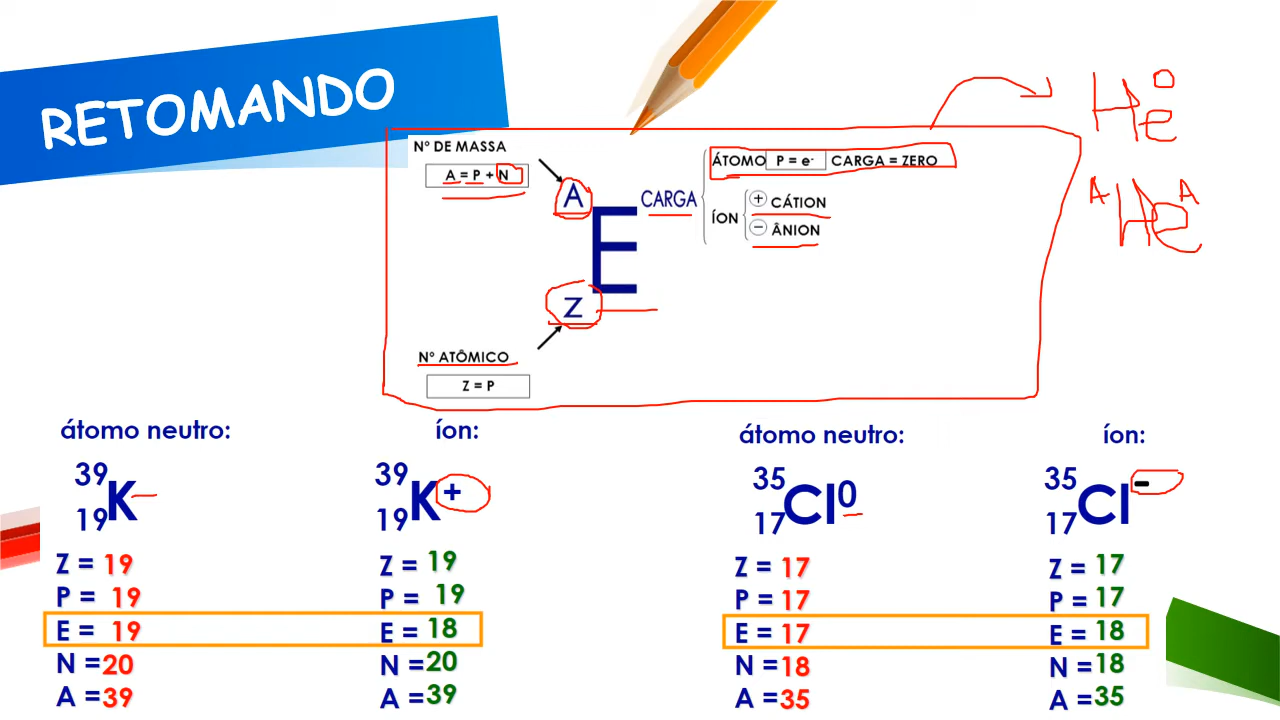 RETOMANDO
Nº DE MASSA
A = P + N
A
E
Z
CARGA
ÁTOMO P = e- CARGA = ZERO
ÍON
+ CÁTION
− ÂNION
Nº ATÔMICO
Z = P
He0
A He A
átomo neutro:
39
K
19
Z = 19
P = 19
E = 19
N = 20
A = 39
íon:
39
K+
19
Z = 19
P = 19
E = 18
N = 20
A = 39
átomo neutro:
35
Cl0
17
Z = 17
P = 17
E = 17
N = 18
A = 35
íon:
35
Cl-
17
Z = 17
P = 17
E = 18
N = 18
A = 35